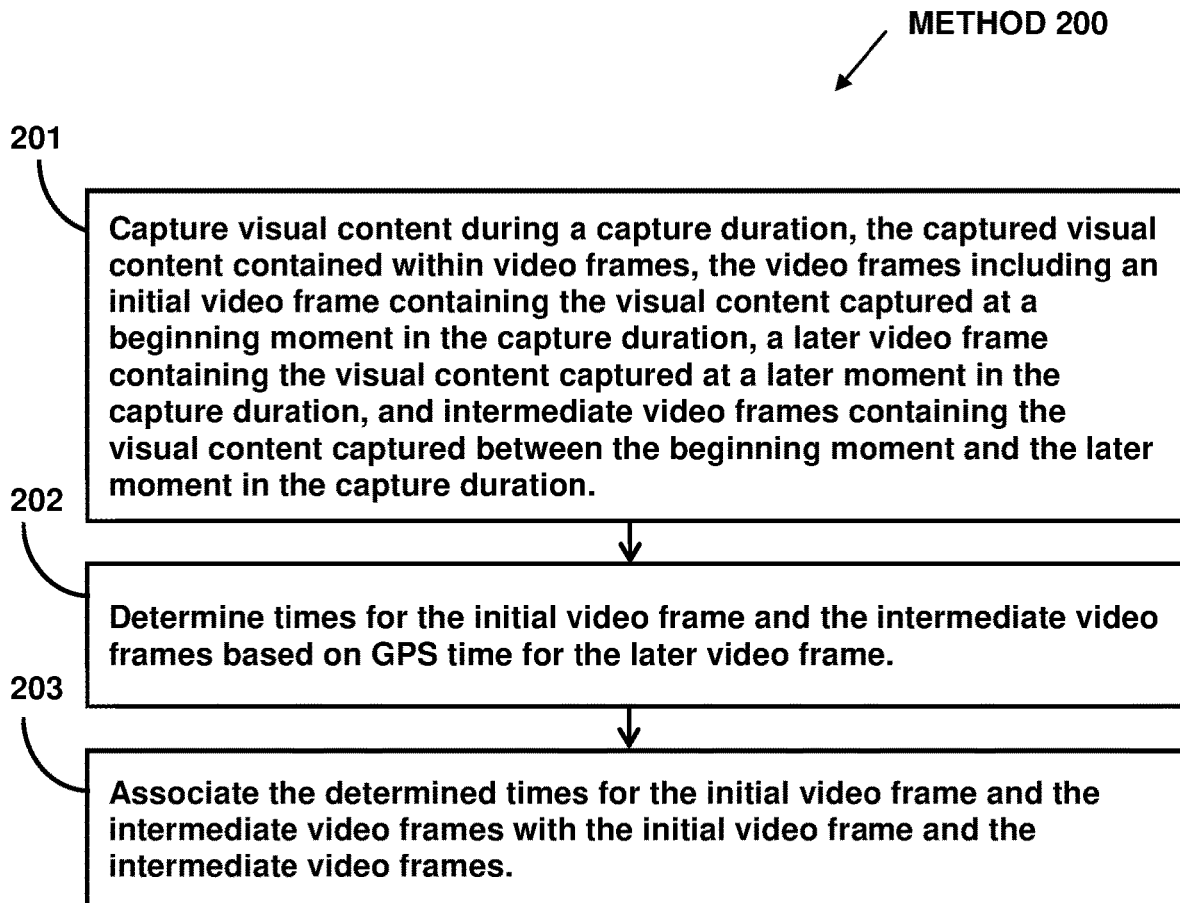 METHOD 200
201
Capture visual content during a capture duration, the captured visual
content contained within video frames, the video frames including an
initial video frame containing the visual content captured at a
beginning moment in the capture duration, a later video frame
containing the visual content captured at a later moment in the
capture duration, and intermediate video frames containing the
visual content captured between the beginning moment and the later
moment in the capture duration.
202
Determine times for the initial video frame and the intermediate video
frames based on GPS time for the later video frame.
203
Associate the determined times for the initial video frame and the
intermediate video frames with the initial video frame and the
intermediate video frames.